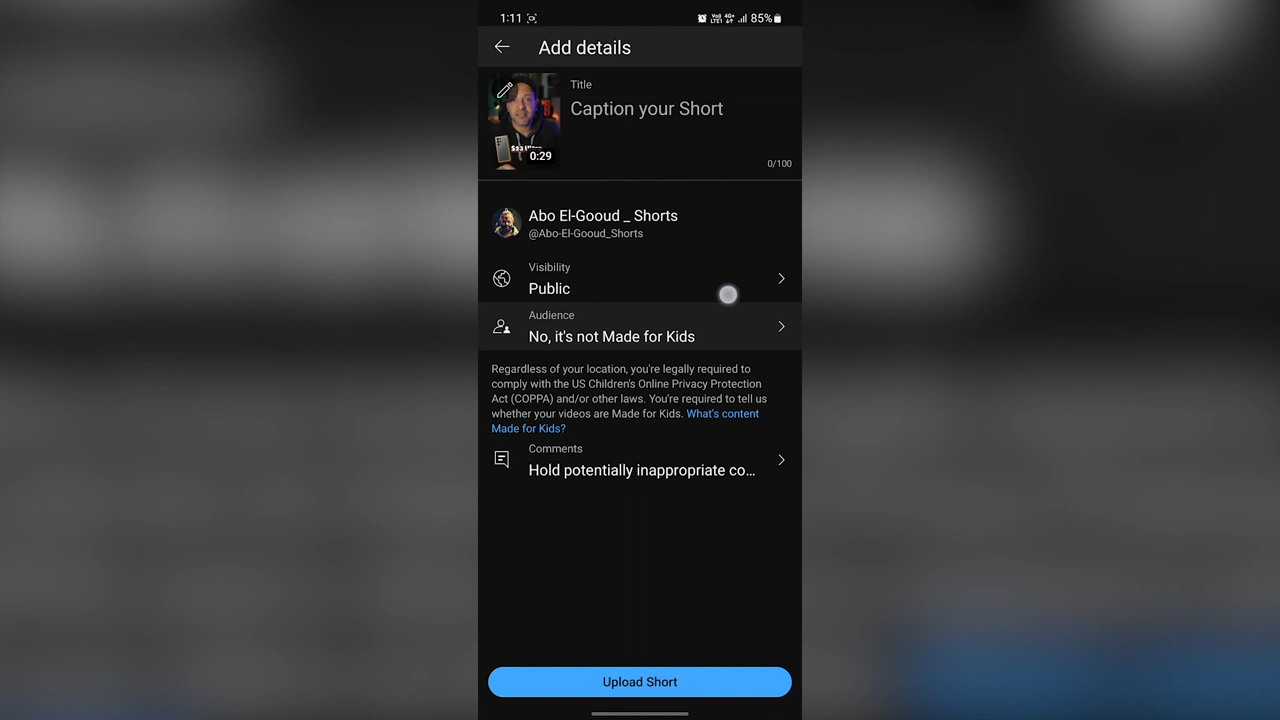 1:11
85%
Add details
Title
Caption your Short
0:29
0/100
Abo El-Gooud _ Shorts
@Abo-El-Gooud_Shorts
Visibility
Public
Audience
No, it's not Made for Kids
Regardless of your location, you're legally required to
comply with the US Children's Online Privacy Protection
Act (COPPA) and/or other laws. You're required to tell us
whether your videos are Made for Kids. What's content
Made for Kids?
Comments
Hold potentially inappropriate co...
Upload Short